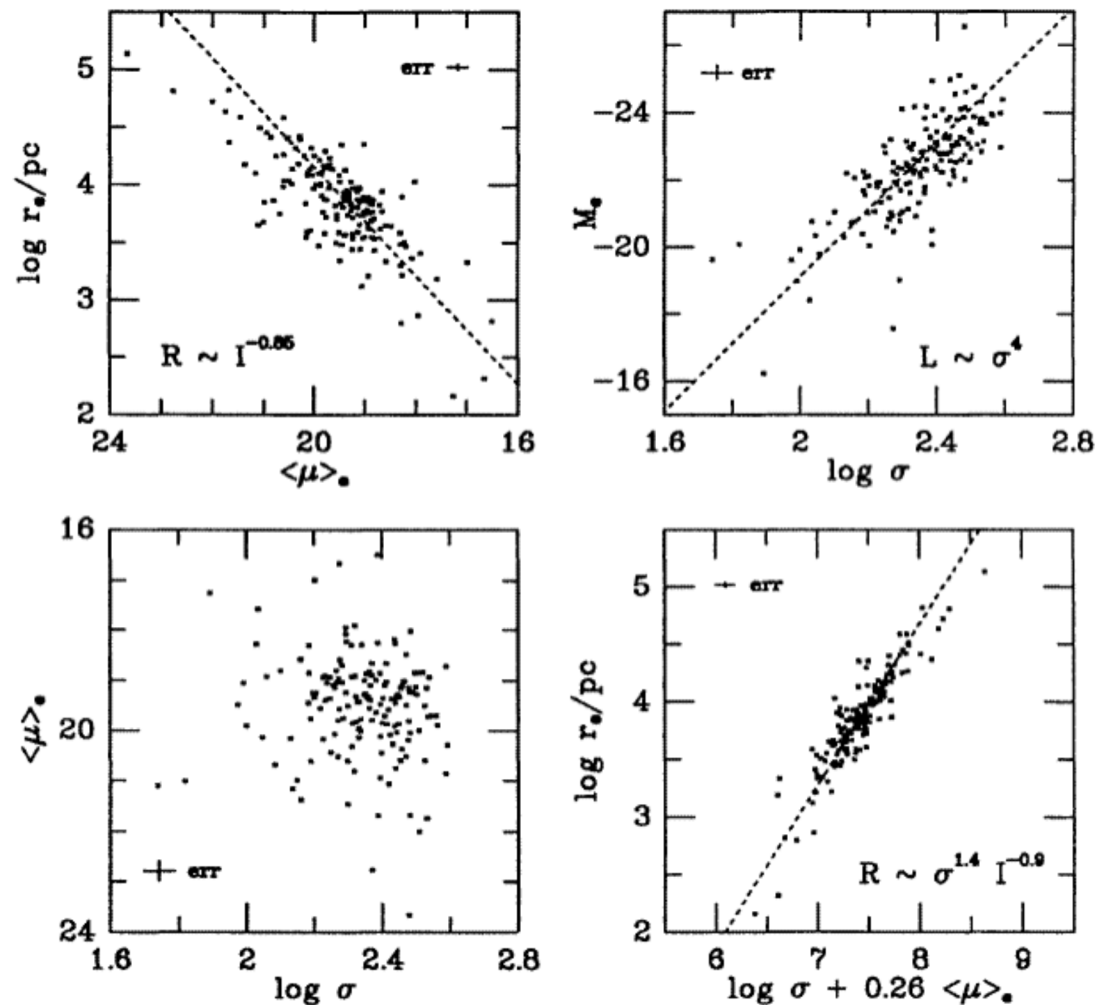 5
4
3
2
log r_e/pc
err
R ~ I^-0.85
24
20
16
<μ>_e
-24
-20
-16
M_e
err
L ~ σ^4
1.6
2
2.4
2.8
log σ
16
20
24
<μ>_e
err
1.6
2
2.4
2.8
log σ
5
4
3
2
log r_e/pc
err
R ~ σ^1.4 I^-0.9
6
7
8
9
log σ + 0.26 <μ>_e